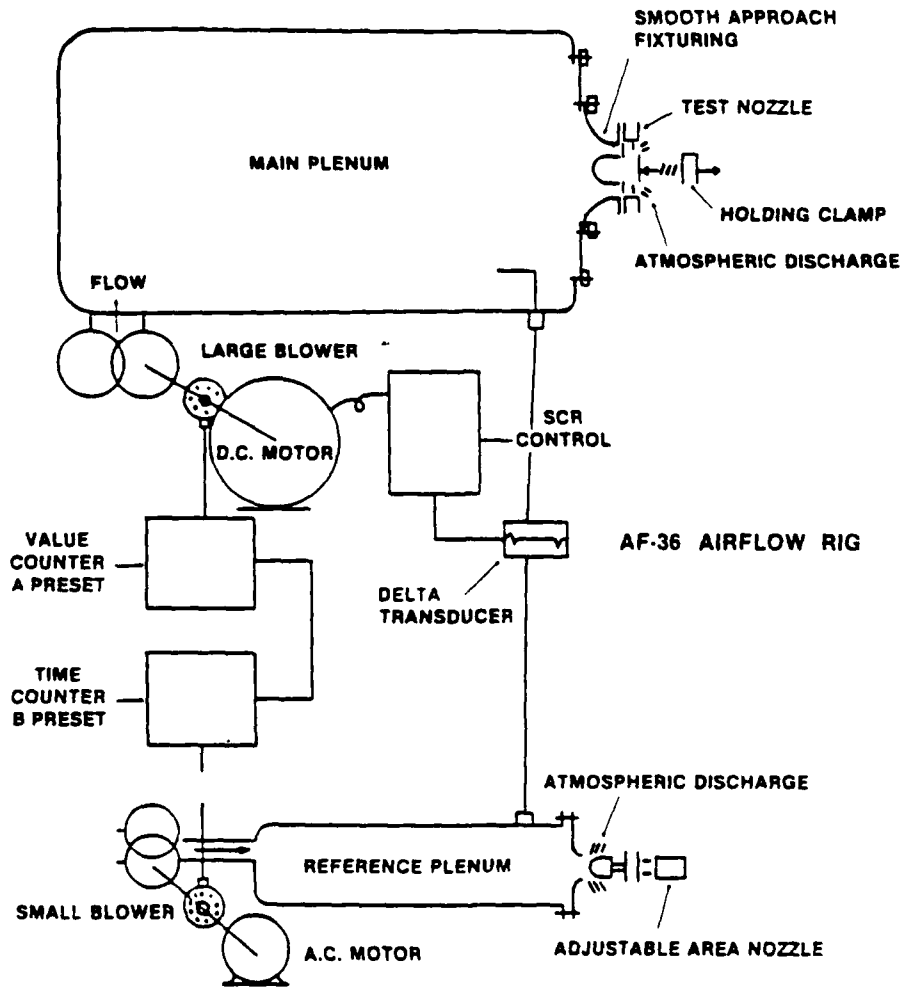 SMOOTH APPROACH
FIXTURING
TEST NOZZLE
MAIN PLENUM
HOLDING CLAMP
ATMOSPHERIC DISCHARGE
FLOW
LARGE BLOWER
SCR
CONTROL
D.C. MOTOR
VALUE
COUNTER
A PRESET
AF-36 AIRFLOW RIG
DELTA
TRANSDUCER
TIME
COUNTER
B PRESET
ATMOSPHERIC DISCHARGE
REFERENCE PLENUM
SMALL BLOWER
A.C. MOTOR
ADJUSTABLE AREA NOZZLE